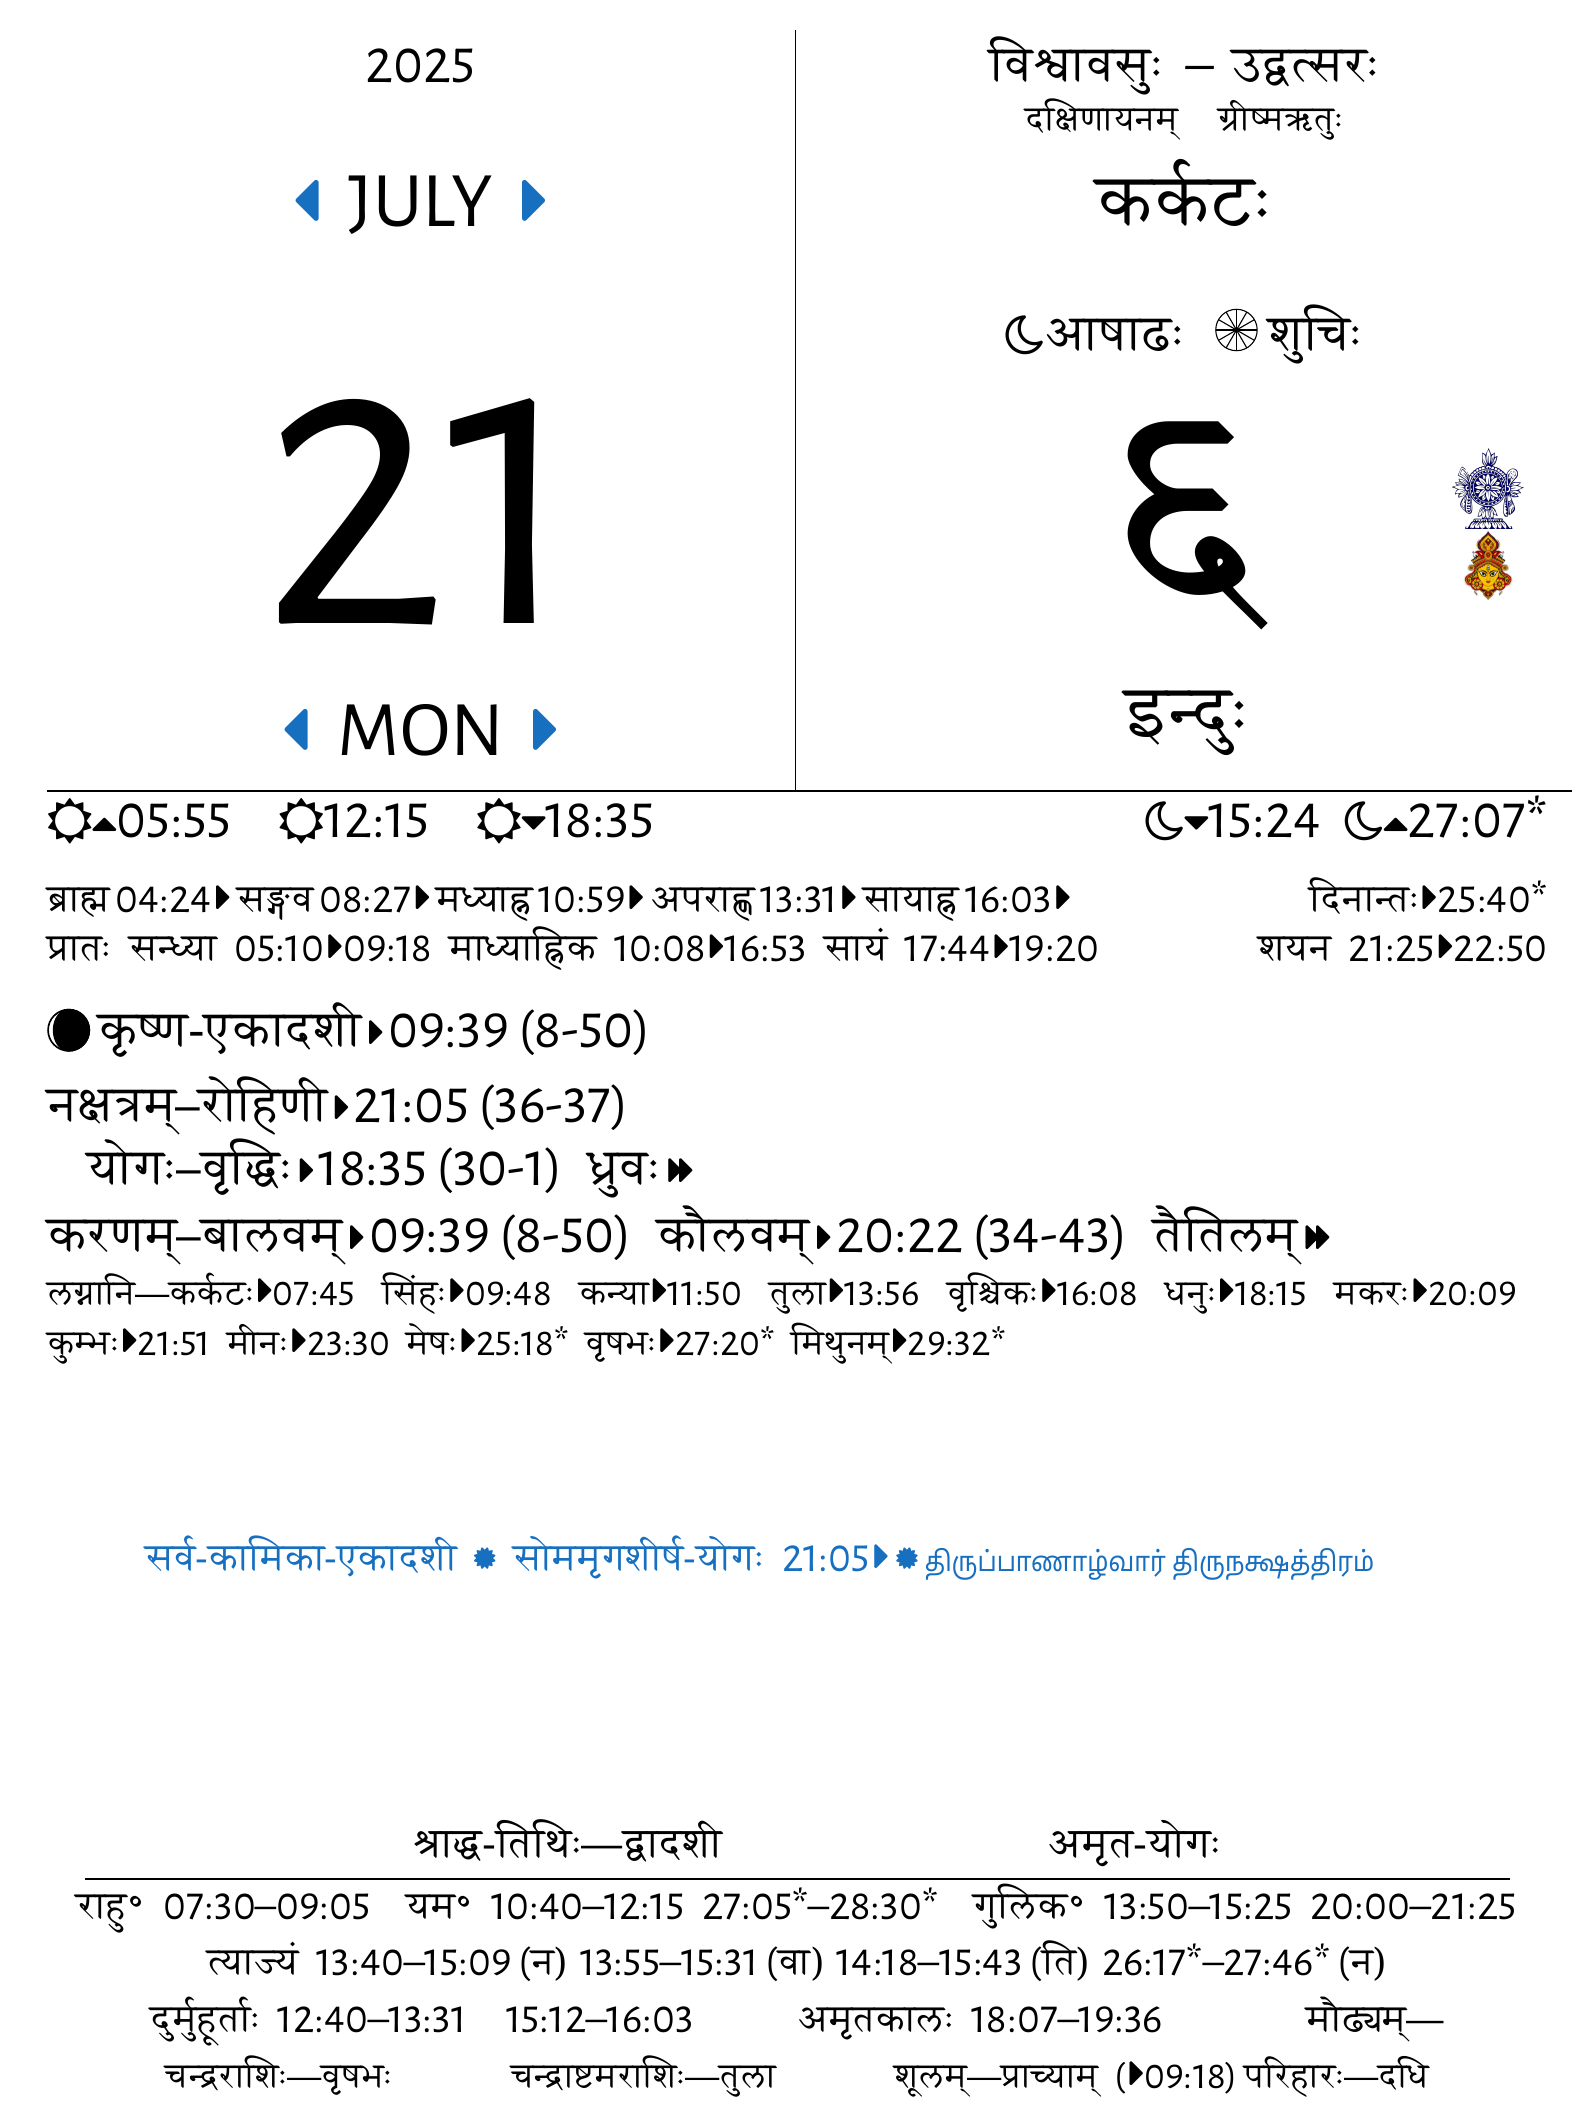 2025
JULY
21
MON
विश्वावसुः – उद्वत्सरः
दक्षिणायनम् ग्रीष्मऋतुः
कर्कटः
आषाढः शुचिः
६
इन्दुः
05:55 12:15 18:35 15:24 27:07*
ब्राह्म 04:24 सङ्गव 08:27 मध्याह्न 10:59 अपराह्ण 13:31 सायाह्न 16:03 दिनान्तः 25:40*
प्रातः सन्ध्या 05:10 09:18 माध्याह्निक 10:08 16:53 सायं 17:44 19:20 शयन 21:25 22:50
कृष्ण-एकादशी 09:39 (8-50)
नक्षत्रम्–रोहिणी 21:05 (36-37)
योगः–वृद्धिः 18:35 (30-1) ध्रुवः
करणम्–बालवम् 09:39 (8-50) कौलवम् 20:22 (34-43) तैतिलम्
लग्नानि—कर्कटः 07:45 सिंहः 09:48 कन्या 11:50 तुला 13:56 वृश्चिकः 16:08 धनुः 18:15 मकरः 20:09
कुम्भः 21:51 मीनः 23:30 मेषः 25:18* वृषभः 27:20* मिथुनम् 29:32*
सर्व-कामिका-एकादशी सोममृगशीर्ष-योगः 21:05 திருப்பாணாழ்வார் திருநக்ஷத்திரம்
श्राद्ध-तिथिः—द्वादशी अमृत-योगः
राहु॰ 07:30–09:05 यम॰ 10:40–12:15 27:05*–28:30* गुलिक॰ 13:50–15:25 20:00–21:25
त्याज्यं 13:40–15:09 (न) 13:55–15:31 (वा) 14:18–15:43 (ति) 26:17*–27:46* (न)
दुर्मुहूर्ताः 12:40–13:31 15:12–16:03 अमृतकालः 18:07–19:36 मौढ्यम्—
चन्द्रराशिः—वृषभः चन्द्राष्टमराशिः—तुला शूलम्—प्राच्याम् (09:18) परिहारः—दधि